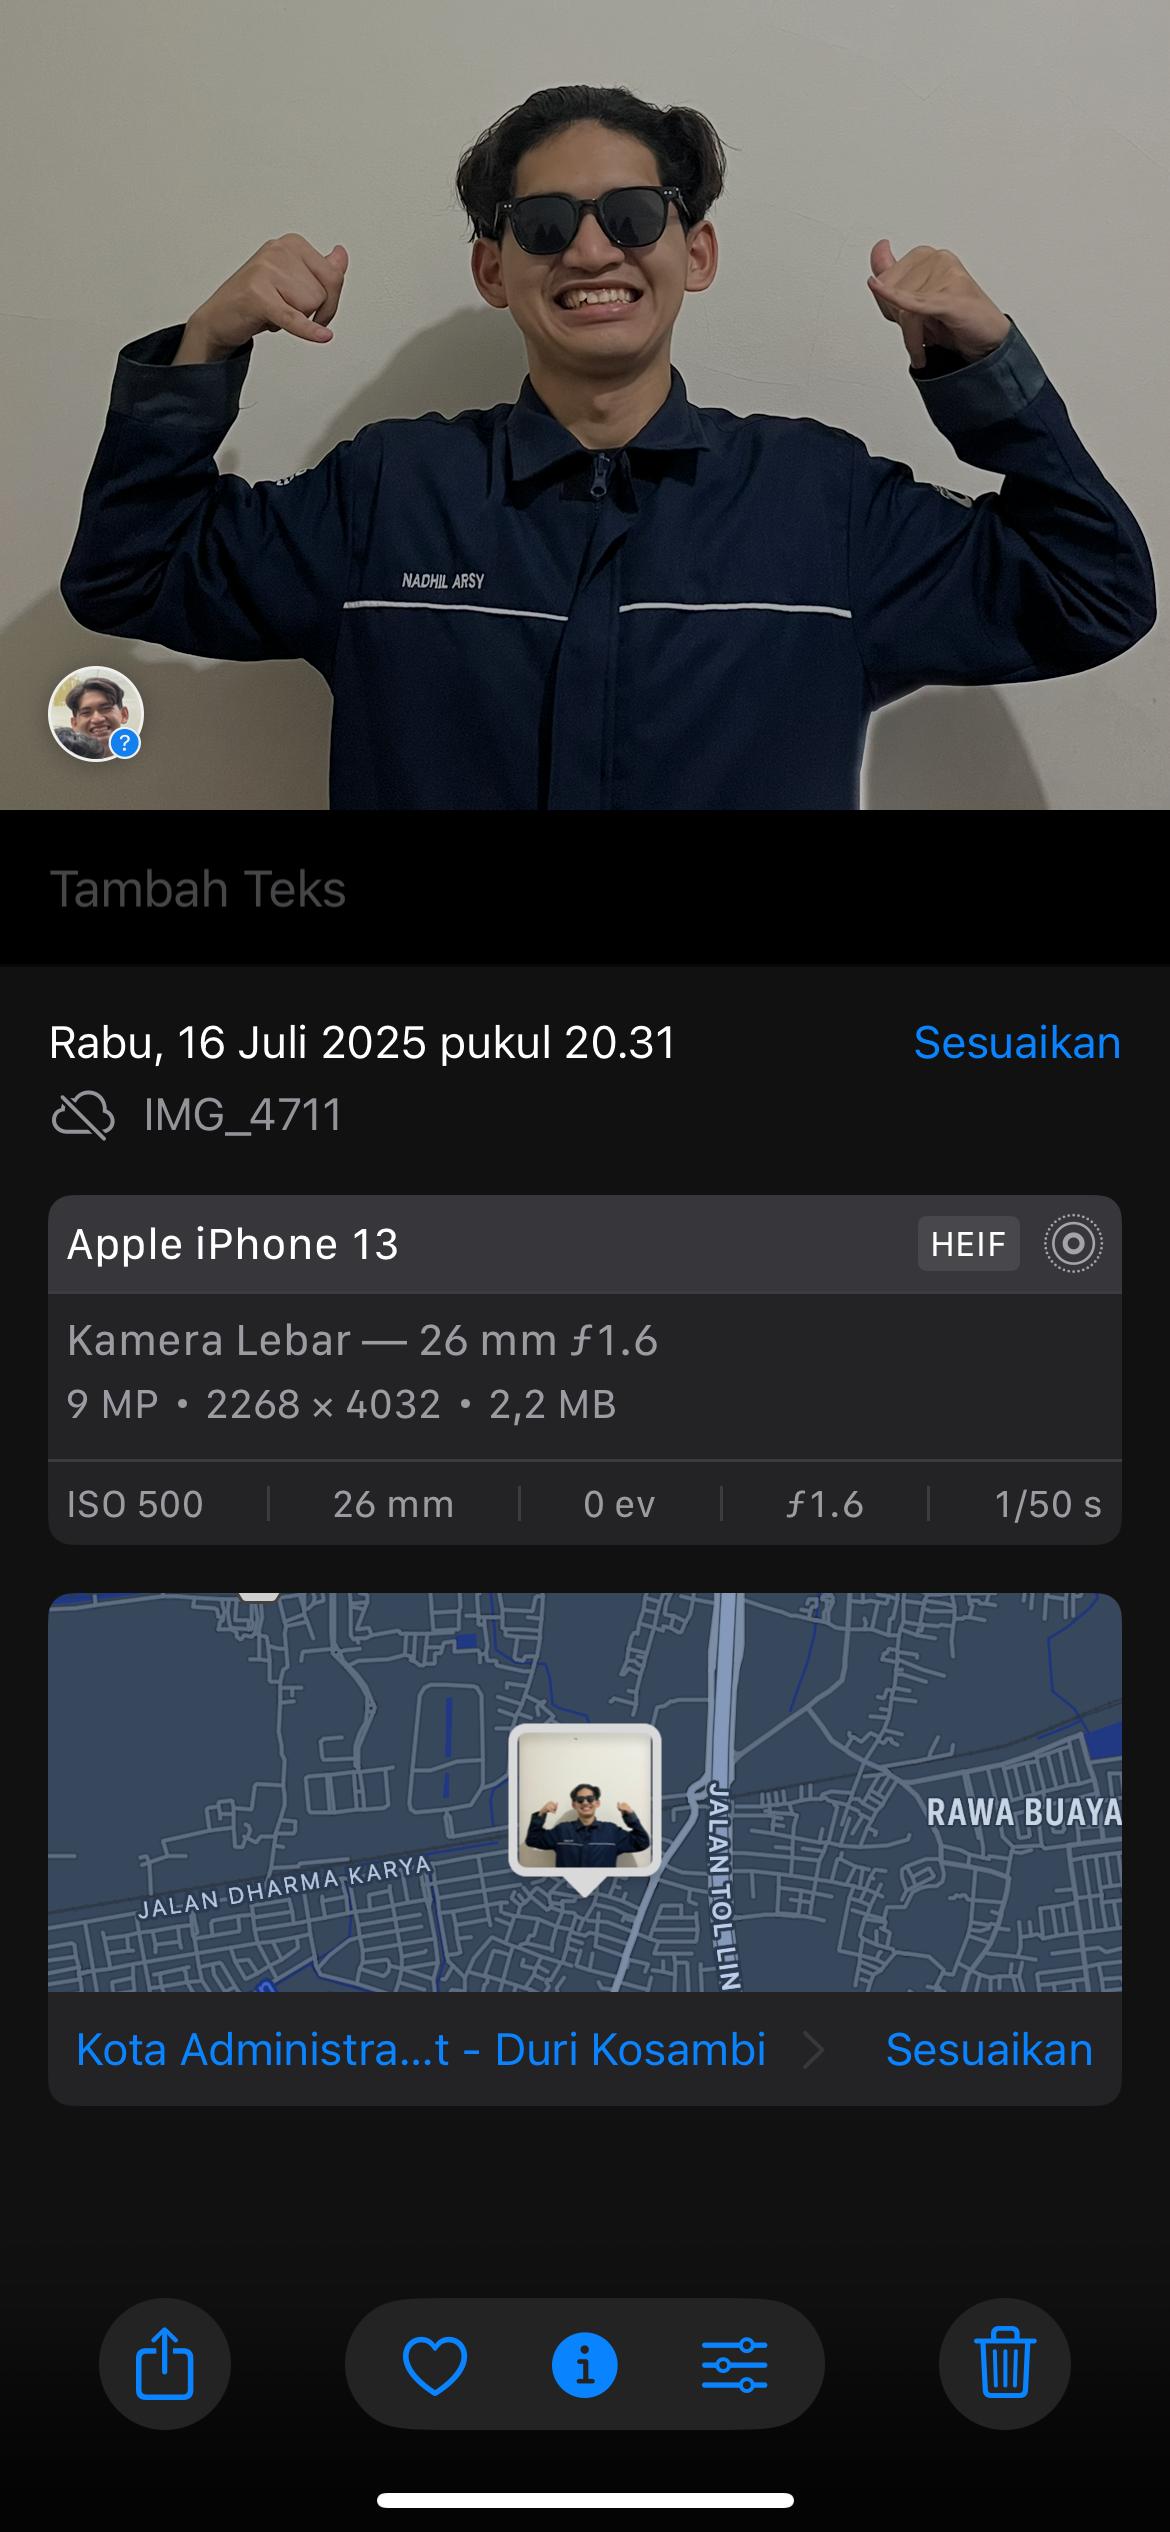 NADHIL ARSY
?
Tambah Teks
Rabu, 16 Juli 2025 pukul 20.31
Sesuaikan
IMG_4711
Apple iPhone 13
HEIF
Kamera Lebar — 26 mm ƒ1.6
9 MP • 2268 × 4032 • 2,2 MB
ISO 500
26 mm
0 ev
ƒ1.6
1/50 s
RAWA BUAYA
JALAN DHARMA KARYA
JALAN TOL LIN
Kota Administra...t - Duri Kosambi
Sesuaikan